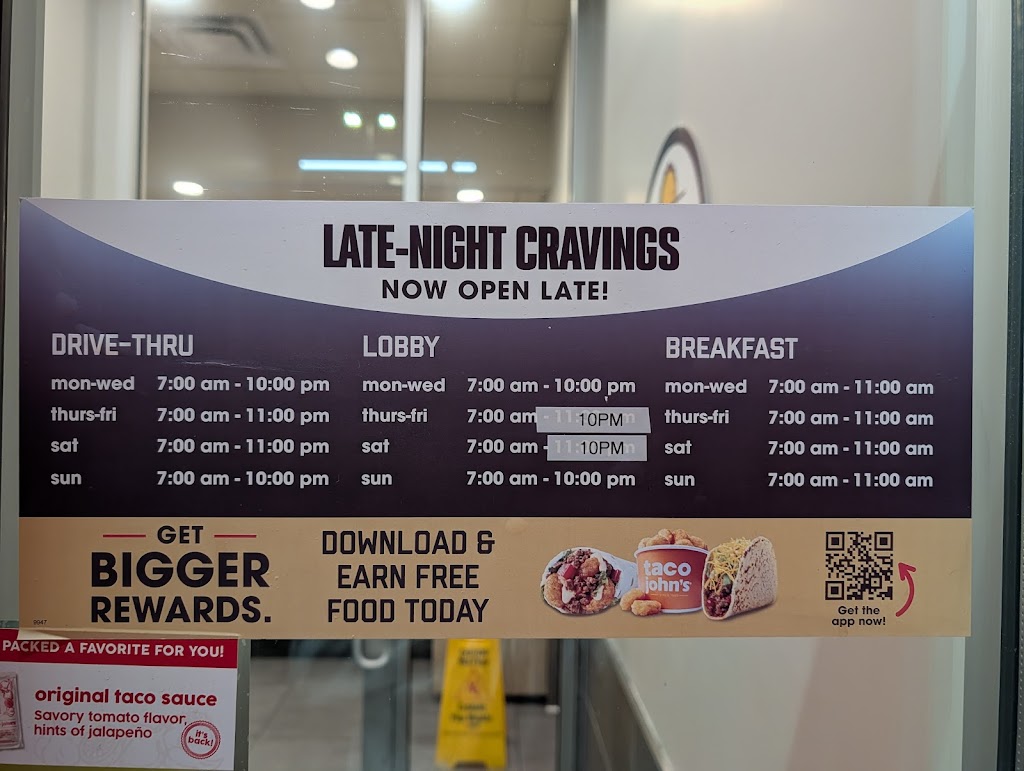 LATE-NIGHT CRAVINGS
NOW OPEN LATE!
DRIVE-THRU
mon-wed 7:00 am - 10:00 pm
thurs-fri 7:00 am - 11:00 pm
sat 7:00 am - 11:00 pm
sun 7:00 am - 10:00 pm
LOBBY
mon-wed 7:00 am - 10:00 pm
thurs-fri 7:00 am - 10PM
sat 7:00 am - 10PM
sun 7:00 am - 10:00 pm
BREAKFAST
mon-wed 7:00 am - 11:00 am
thurs-fri 7:00 am - 11:00 am
sat 7:00 am - 11:00 am
sun 7:00 am - 11:00 am
GET
BIGGER
REWARDS.
DOWNLOAD &
EARN FREE
FOOD TODAY
taco
john's
Get the
app now!
9947
PACKED A FAVORITE FOR YOU!
original taco sauce
Savory tomato flavor,
hints of jalapeño
it's
back!